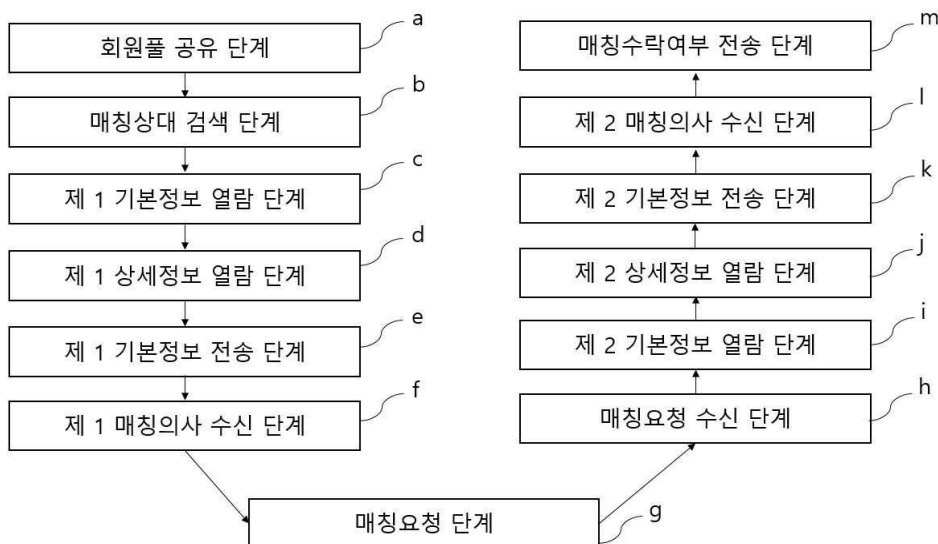 회원풀 공유 단계
a
매칭상대 검색 단계
b
제 1 기본정보 열람 단계
c
제 1 상세정보 열람 단계
d
제 1 기본정보 전송 단계
e
제 1 매칭의사 수신 단계
f
매칭요청 단계
g
매칭요청 수신 단계
h
제 2 기본정보 열람 단계
i
제 2 상세정보 열람 단계
j
제 2 기본정보 전송 단계
k
제 2 매칭의사 수신 단계
l
매칭수락여부 전송 단계
m